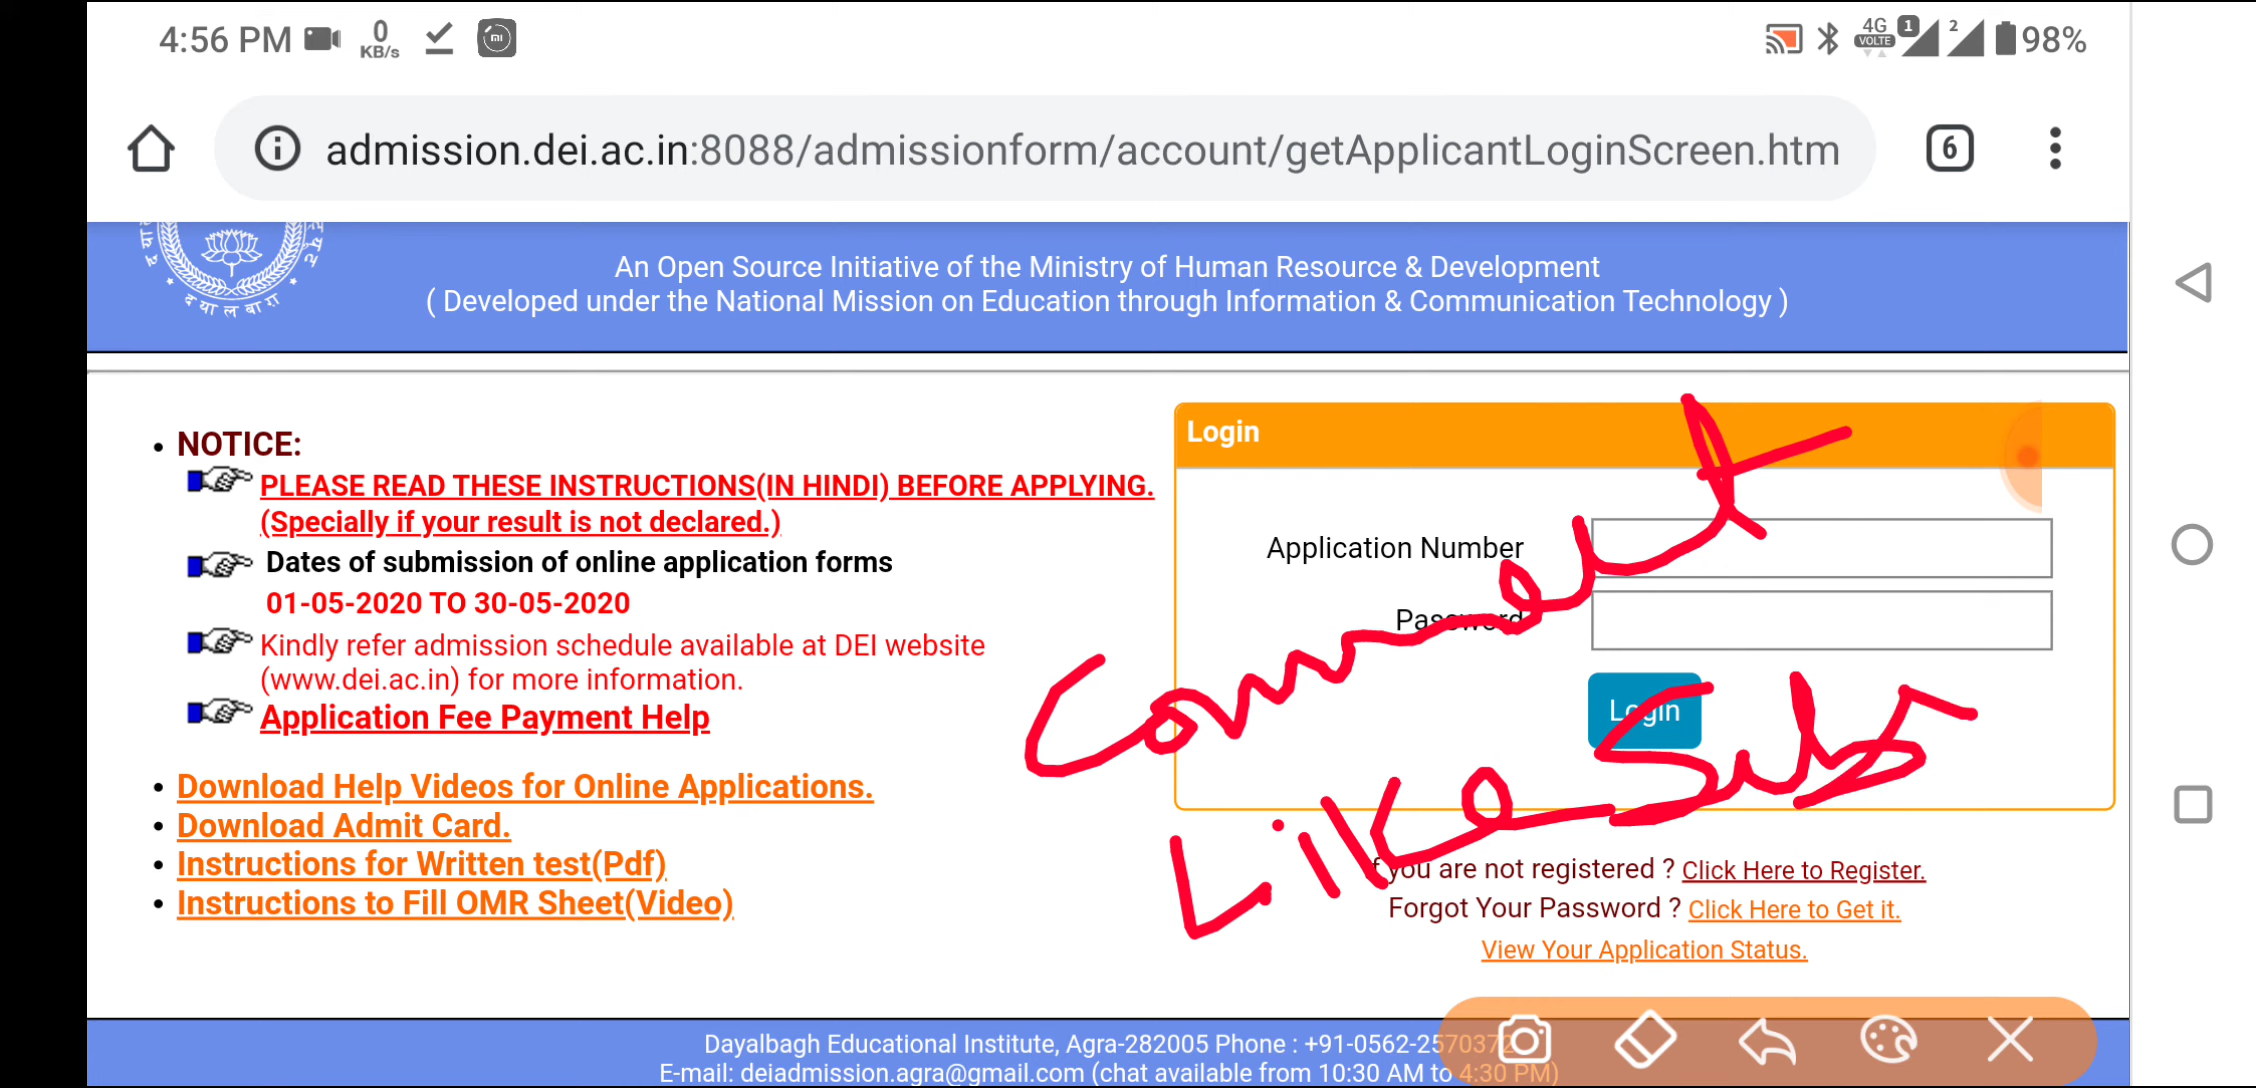 4:56 PM 0 KB/s mi 4G VOLTE 1 2 98%
admission.dei.ac.in:8088/admissionform/account/getApplicantLoginScreen.htm 6
द या ल बा ग
An Open Source Initiative of the Ministry of Human Resource & Development
( Developed under the National Mission on Education through Information & Communication Technology )
• NOTICE:
PLEASE READ THESE INSTRUCTIONS(IN HINDI) BEFORE APPLYING.
(Specially if your result is not declared.)
Dates of submission of online application forms
01-05-2020 TO 30-05-2020
Kindly refer admission schedule available at DEI website
(www.dei.ac.in) for more information.
Application Fee Payment Help
• Download Help Videos for Online Applications.
• Download Admit Card.
• Instructions for Written test(Pdf)
• Instructions to Fill OMR Sheet(Video)
Login
Application Number
Password
Login
Coment
Like Subs
If you are not registered ? Click Here to Register.
Forgot Your Password ? Click Here to Get it.
View Your Application Status.
Dayalbagh Educational Institute, Agra-282005 Phone : +91-0562-2570372
E-mail: deiadmission.agra@gmail.com (chat available from 10:30 AM to 4:30 PM)